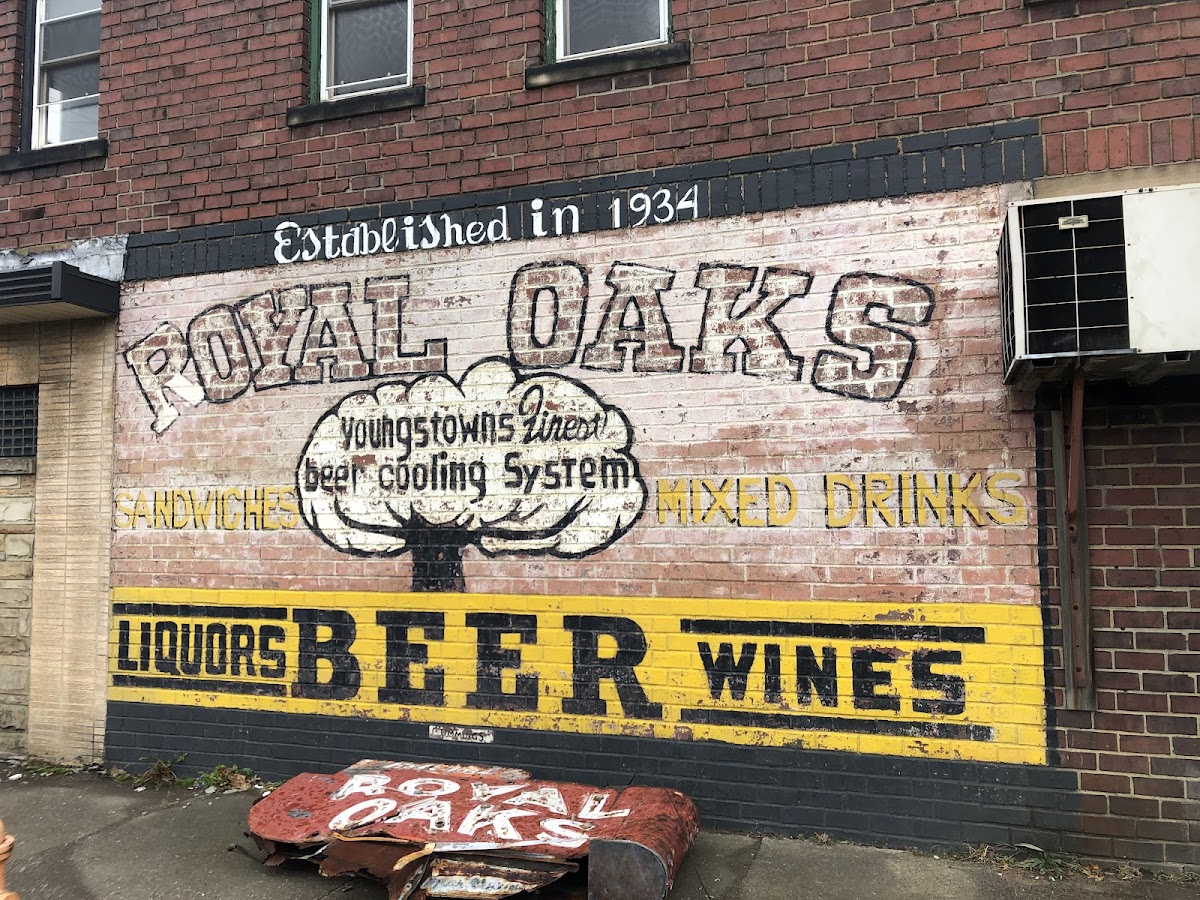 Established in 1934
ROYAL OAKS
Youngstowns Finest
beer cooling System
SANDWICHES
MIXED DRINKS
LIQUORS BEER WINES
ROYAL
OAKS